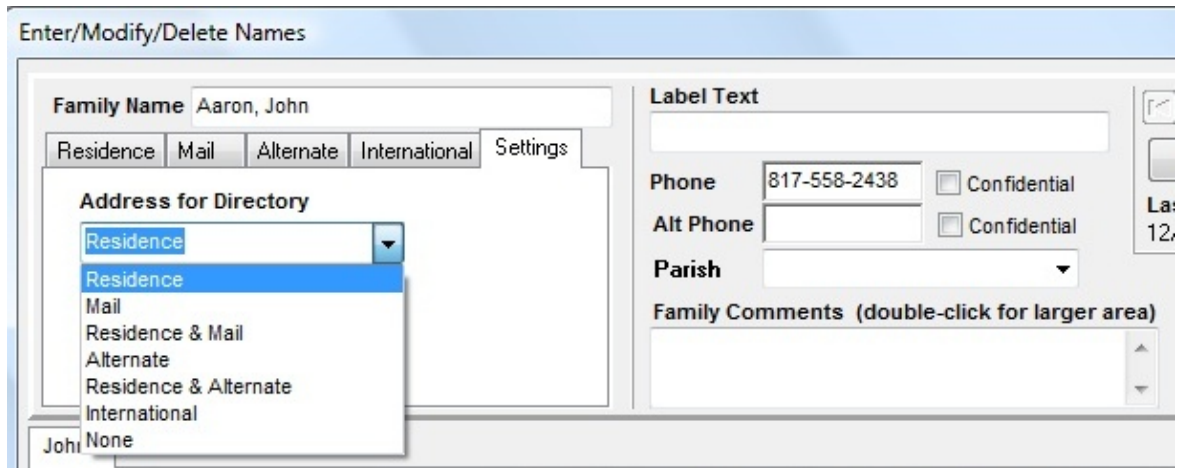 Enter/Modify/Delete Names
Family Name Aaron, John
Residence Mail Alternate International Settings
Address for Directory
Residence
Residence
Mail
Residence & Mail
Alternate
Residence & Alternate
International
None
Label Text
Phone 817-558-2438 Confidential
Alt Phone Confidential
Parish
Family Comments (double-click for larger area)
12